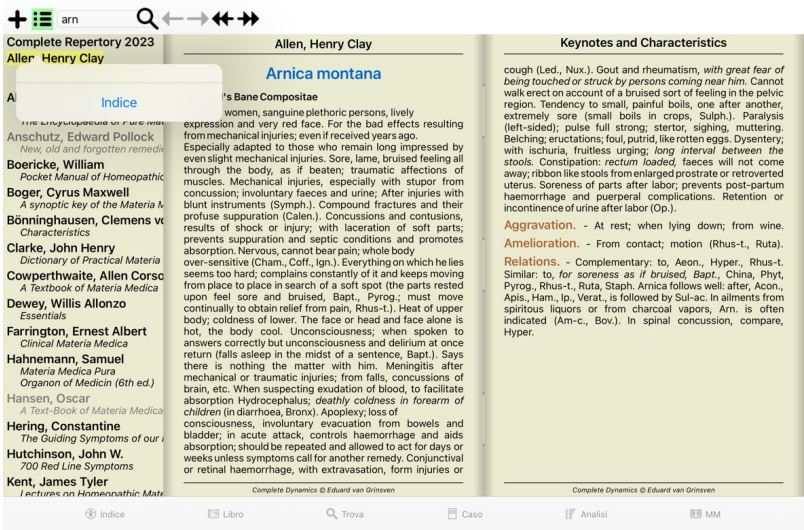 arn
Complete Repertory 2023
Allen, Henry Clay
Indice
The Encyclopaedia of Pure Mat
Anschutz, Edward Pollock
New, old and forgotten remedie
Boericke, William
Pocket Manual of Homeopathic
Boger, Cyrus Maxwell
A synoptic key of the Materia M
Bönninghausen, Clemens vo
Characteristics
Clarke, John Henry
Dictionary of Practical Materia
Cowperthwaite, Allen Corso
A Textbook of Materia Medica
Dewey, Willis Allonzo
Essentials
Farrington, Ernest Albert
Clinical Materia Medica
Hahnemann, Samuel
Materia Medica Pura
Organon of Medicin (6th ed.)
Hansen, Oscar
A Text-Book of Materia Medica
Hering, Constantine
The Guiding Symptoms of our
Hutchinson, John W.
700 Red Line Symptoms
Kent, James Tyler
Lectures on Homeopathic Mate
Allen, Henry Clay
Arnica montana
's Bane Compositae
women, sanguine plethoric persons, lively
expression and very red face. For the bad effects resulting
from mechanical injuries; even if received years ago.
Especially adapted to those who remain long impressed by
even slight mechanical injuries. Sore, lame, bruised feeling all
through the body, as if beaten; traumatic affections of
muscles. Mechanical injuries, especially with stupor from
concussion; involuntary faeces and urine; After injuries with
blunt instruments (Symph.). Compound fractures and their
profuse suppuration (Calen.). Concussions and contusions,
results of shock or injury; with laceration of soft parts;
prevents suppuration and septic conditions and promotes
absorption. Nervous, cannot bear pain; whole body
over-sensitive (Cham., Coff., Ign.). Everything on which he lies
seems too hard; complains constantly of it and keeps moving
from place to place in search of a soft spot (the parts rested
upon feel sore and bruised, Bapt., Pyrog.; must move
continually to obtain relief from pain, Rhus-t.). Heat of upper
body; coldness of lower. The face or head and face alone is
hot, the body cool. Unconsciousness; when spoken to
answers correctly but unconsciousness and delirium at once
return (falls asleep in the midst of a sentence, Bapt.). Says
there is nothing the matter with him. Meningitis after
mechanical or traumatic injuries; from falls, concussions of
brain, etc. When suspecting exudation of blood, to facilitate
absorption Hydrocephalus; deathly coldness in forearm of
children (in diarrhoea, Bronx). Apoplexy; loss of
consciousness, involuntary evacuation from bowels and
bladder; in acute attack, controls haemorrhage and aids
absorption; should be repeated and allowed to act for days or
weeks unless symptoms call for another remedy. Conjunctival
or retinal haemorrhage, with extravasation, form injuries or
Complete Dynamics © Eduard van Grinsven
Keynotes and Characteristics
cough (Led., Nux.). Gout and rheumatism, with great fear of
being touched or struck by persons coming near him. Cannot
walk erect on account of a bruised sort of feeling in the pelvic
region. Tendency to small, painful boils, one after another,
extremely sore (small boils in crops, Sulph.). Paralysis
(left-sided); pulse full strong; stertor, sighing, muttering.
Belching; eructations; foul, putrid, like rotten eggs. Dysentery;
with ischuria, fruitless urging; long interval between the
stools. Constipation: rectum loaded, faeces will not come
away; ribbon like stools from enlarged prostrate or retroverted
uterus. Soreness of parts after labor; prevents post-partum
haemorrhage and puerperal complications. Retention or
incontinence of urine after labor (Op.).
Aggravation. - At rest; when lying down; from wine.
Amelioration. - From contact; motion (Rhus-t., Ruta).
Relations. - Complementary: to, Aeon., Hyper., Rhus-t.
Similar: to, for soreness as if bruised, Bapt., China, Phyt,
Pyrog., Rhus-t., Ruta, Staph. Arnica follows well: after, Acon.,
Apis., Ham., Ip., Verat., is followed by Sul-ac. In ailments from
spiritous liquors or from charcoal vapors, Arn. is often
indicated (Am-c., Bov.). In spinal concussion, compare,
Hyper.
Complete Dynamics © Eduard van Grinsven
Indice
Libro
Trova
Caso
Analisi
MM